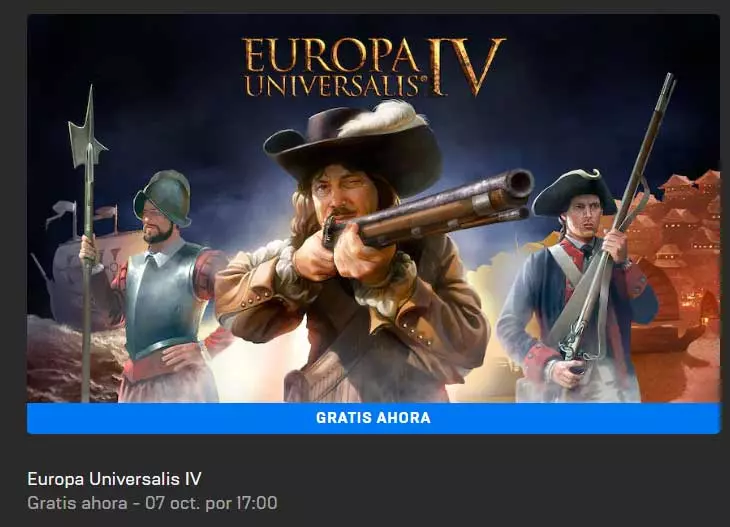 EUROPA IV
UNIVERSALIS
GRATIS AHORA
Europa Universalis IV
Gratis ahora - 07 oct. por 17:00